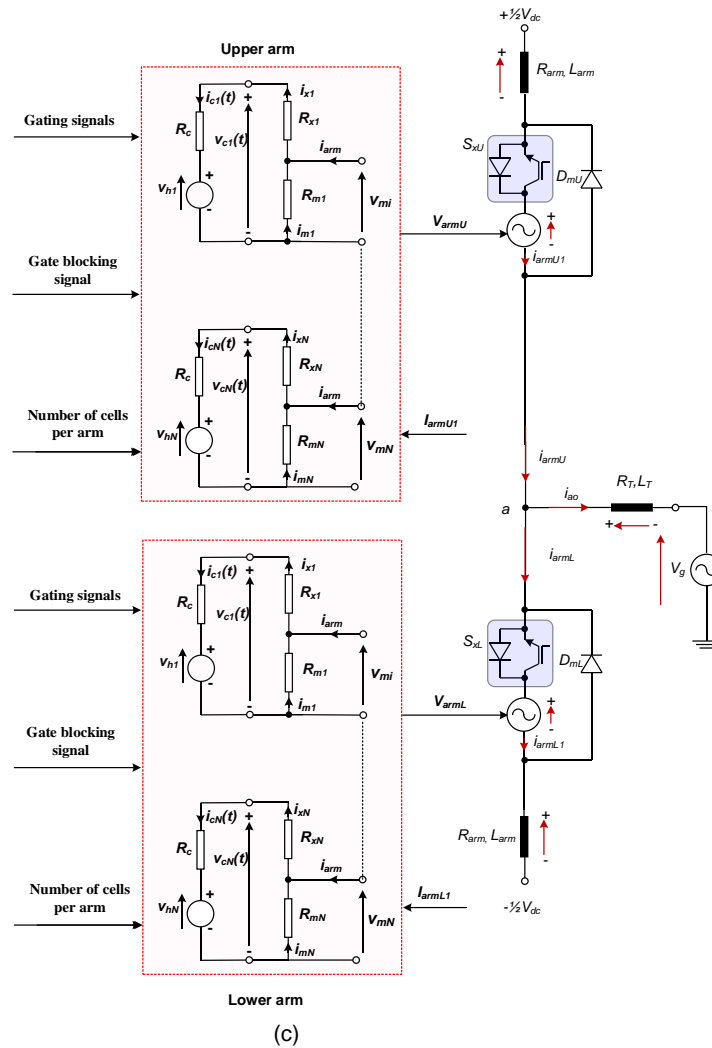 +½Vdc
Upper arm
Rarm, Larm
+
-
ic1(t)
+
ix1
Rc
Rx1
Gating signals
vc1(t)
iarm
SxU
DmU
vh1
+
-
Rm1
vmi
-
im1
VarmU
+
-
iarmU1
Gate blocking
signal
icN(t)
+
ixN
Rc
RxN
vcN(t)
iarm
Number of cells
per arm
vhN
+
-
RmN
vmN
IarmU1
-
imN
iarmU
RT,LT
iao
a
+
-
iarmL
Vg
ic1(t)
+
ix1
Rc
Rx1
Gating signals
vc1(t)
iarm
SxL
DmL
vh1
+
-
Rm1
vmi
-
im1
VarmL
+
-
iarmL1
Gate blocking
signal
icN(t)
+
ixN
Rc
RxN
vcN(t)
iarm
Rarm, Larm
+
-
Number of cells
per arm
vhN
+
-
RmN
vmN
IarmL1
-
imN
-½Vdc
Lower arm
(c)